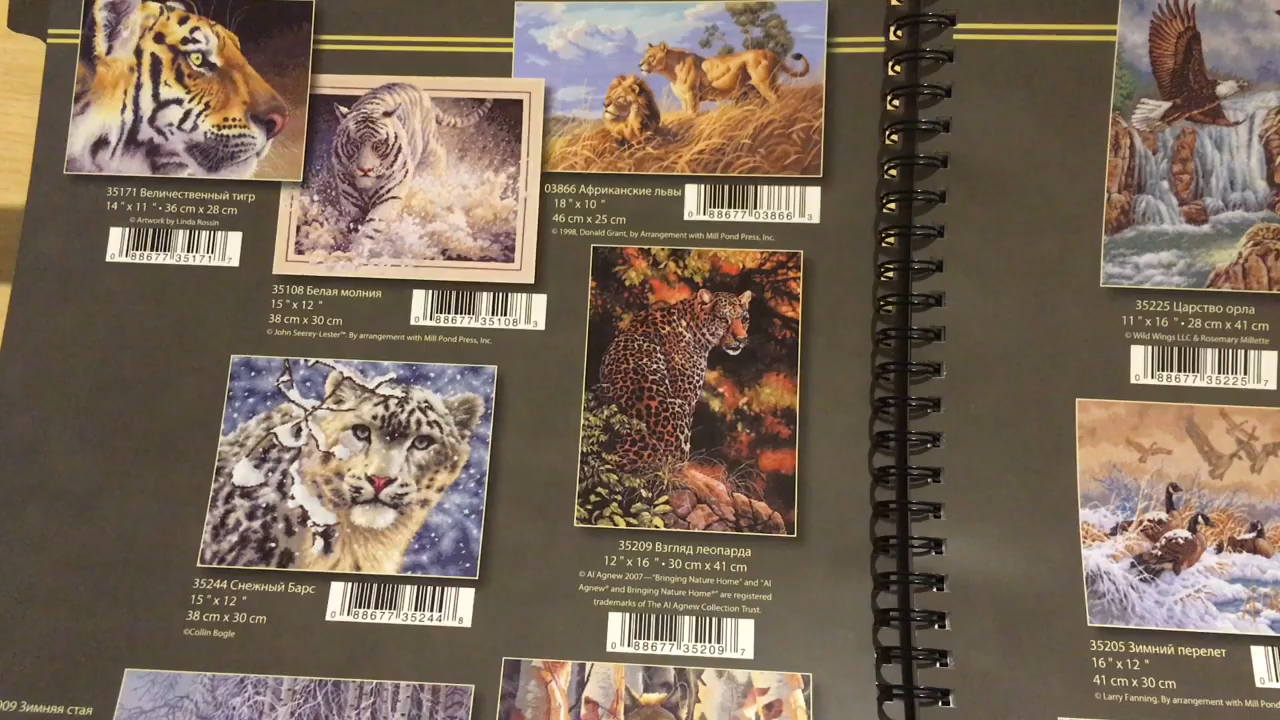 35171 Величественный тигр
14 " x 11 " • 36 cm x 28 cm
© Artwork by Linda Rossin
0 88677 35171 7
35108 Белая молния
15 " x 12 "
38 cm x 30 cm
© John Seerey-Lester™. By arrangement with Mill Pond Press, Inc.
0 88677 35108 3
03866 Африканские львы
18 " x 10 "
46 cm x 25 cm
© 1998, Donald Grant, by Arrangement with Mill Pond Press, Inc.
0 88677 03866 3
35244 Снежный Барс
15 " x 12 "
38 cm x 30 cm
©Collin Bogle
0 88677 35244 8
35209 Взгляд леопарда
12 " x 16 " • 30 cm x 41 cm
© Al Agnew 2007—"Bringing Nature Home" and "Al
Agnew® and Bringing Nature Home®" are registered
trademarks of The Al Agnew Collection Trust.
0 88677 35209 7
009 Зимняя стая
35225 Царство орла
11 " x 16 " • 28 cm x 41 cm
© Wild Wings LLC & Rosemary Millette
0 88677 35225 7
35205 Зимний перелет
16 " x 12 "
41 cm x 30 cm
© Larry Fanning, By arrangement with Mill Pond
0